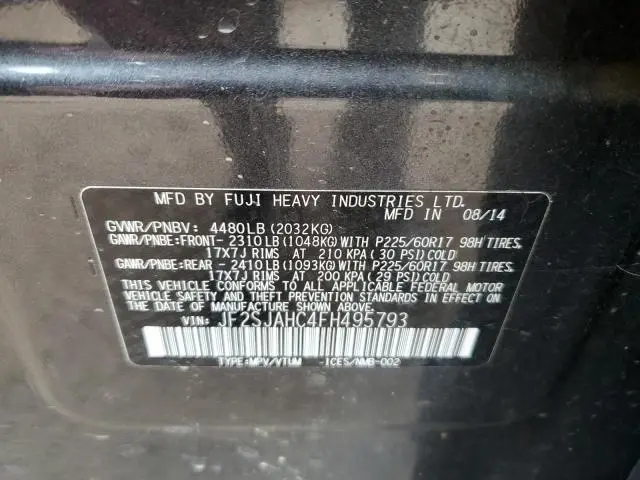 MFD BY FUJI HEAVY INDUSTRIES LTD.
MFD IN 08/14
GVWR/PNBV: 4480LB (2032KG)
GAWR/PNBE:FRONT- 2310LB (1048KG) WITH P225/60R17 98H TIRES,
17X7J RIMS AT 210 KPA (30 PSI) COLD
GAWR/PNBE:REAR - 2410LB (1093KG) WITH P225/60R17 98H TIRES,
17X7J RIMS AT 200 KPA (29 PSI) COLD
THIS VEHICLE CONFORMS TO ALL APPLICABLE FEDERAL MOTOR
VEHICLE SAFETY AND THEFT PREVENTION STANDARDS IN EFFECT ON
THE DATE OF MANUFACTURE SHOWN ABOVE.
VIN: JF2SJAHC4FH495793
TYPE:MPV/VTUM ICES/NMB-002